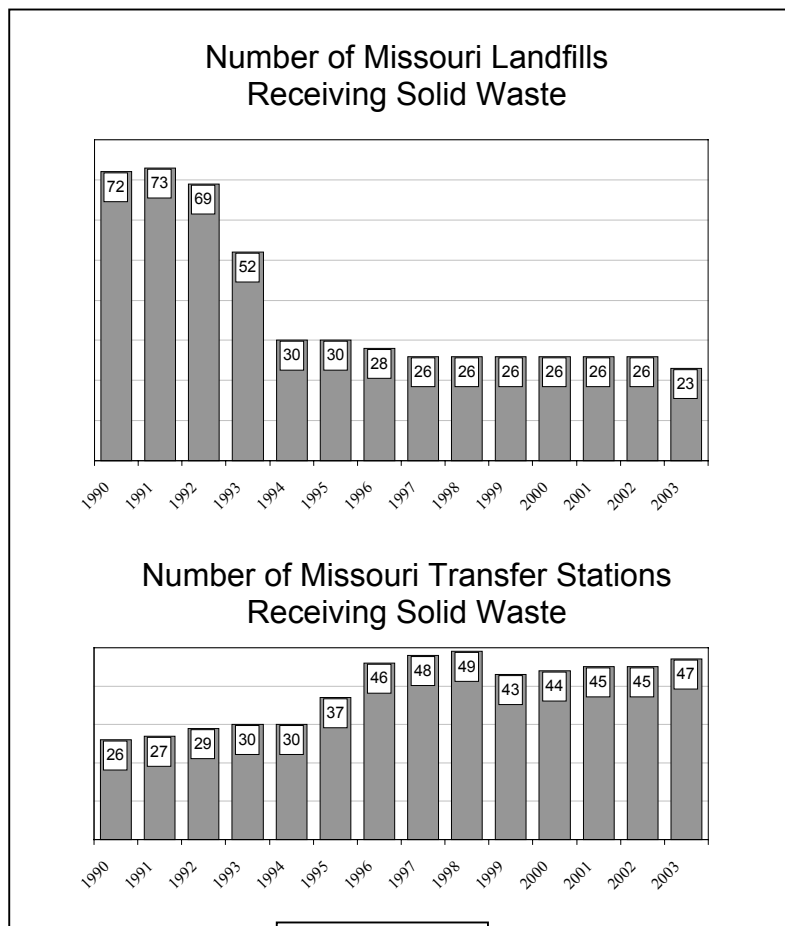 Number of Missouri Landfills
Receiving Solid Waste
72 73 69 52 30 30 28 26 26 26 26 26 26 23
1990 1991 1992 1993 1994 1995 1996 1997 1998 1999 2000 2001 2002 2003
Number of Missouri Transfer Stations
Receiving Solid Waste
26 27 29 30 30 37 46 48 49 43 44 45 45 47
1990 1991 1992 1993 1994 1995 1996 1997 1998 1999 2000 2001 2002 2003